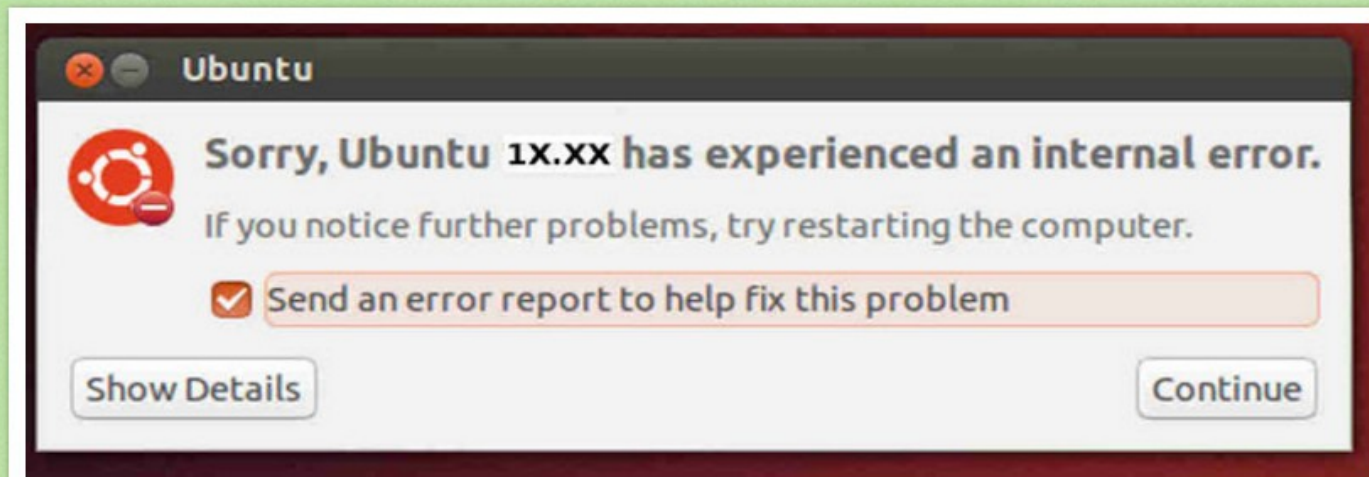 Ubuntu
Sorry, Ubuntu 1X.XX has experienced an internal error.
If you notice further problems, try restarting the computer.
Send an error report to help fix this problem
Show Details
Continue